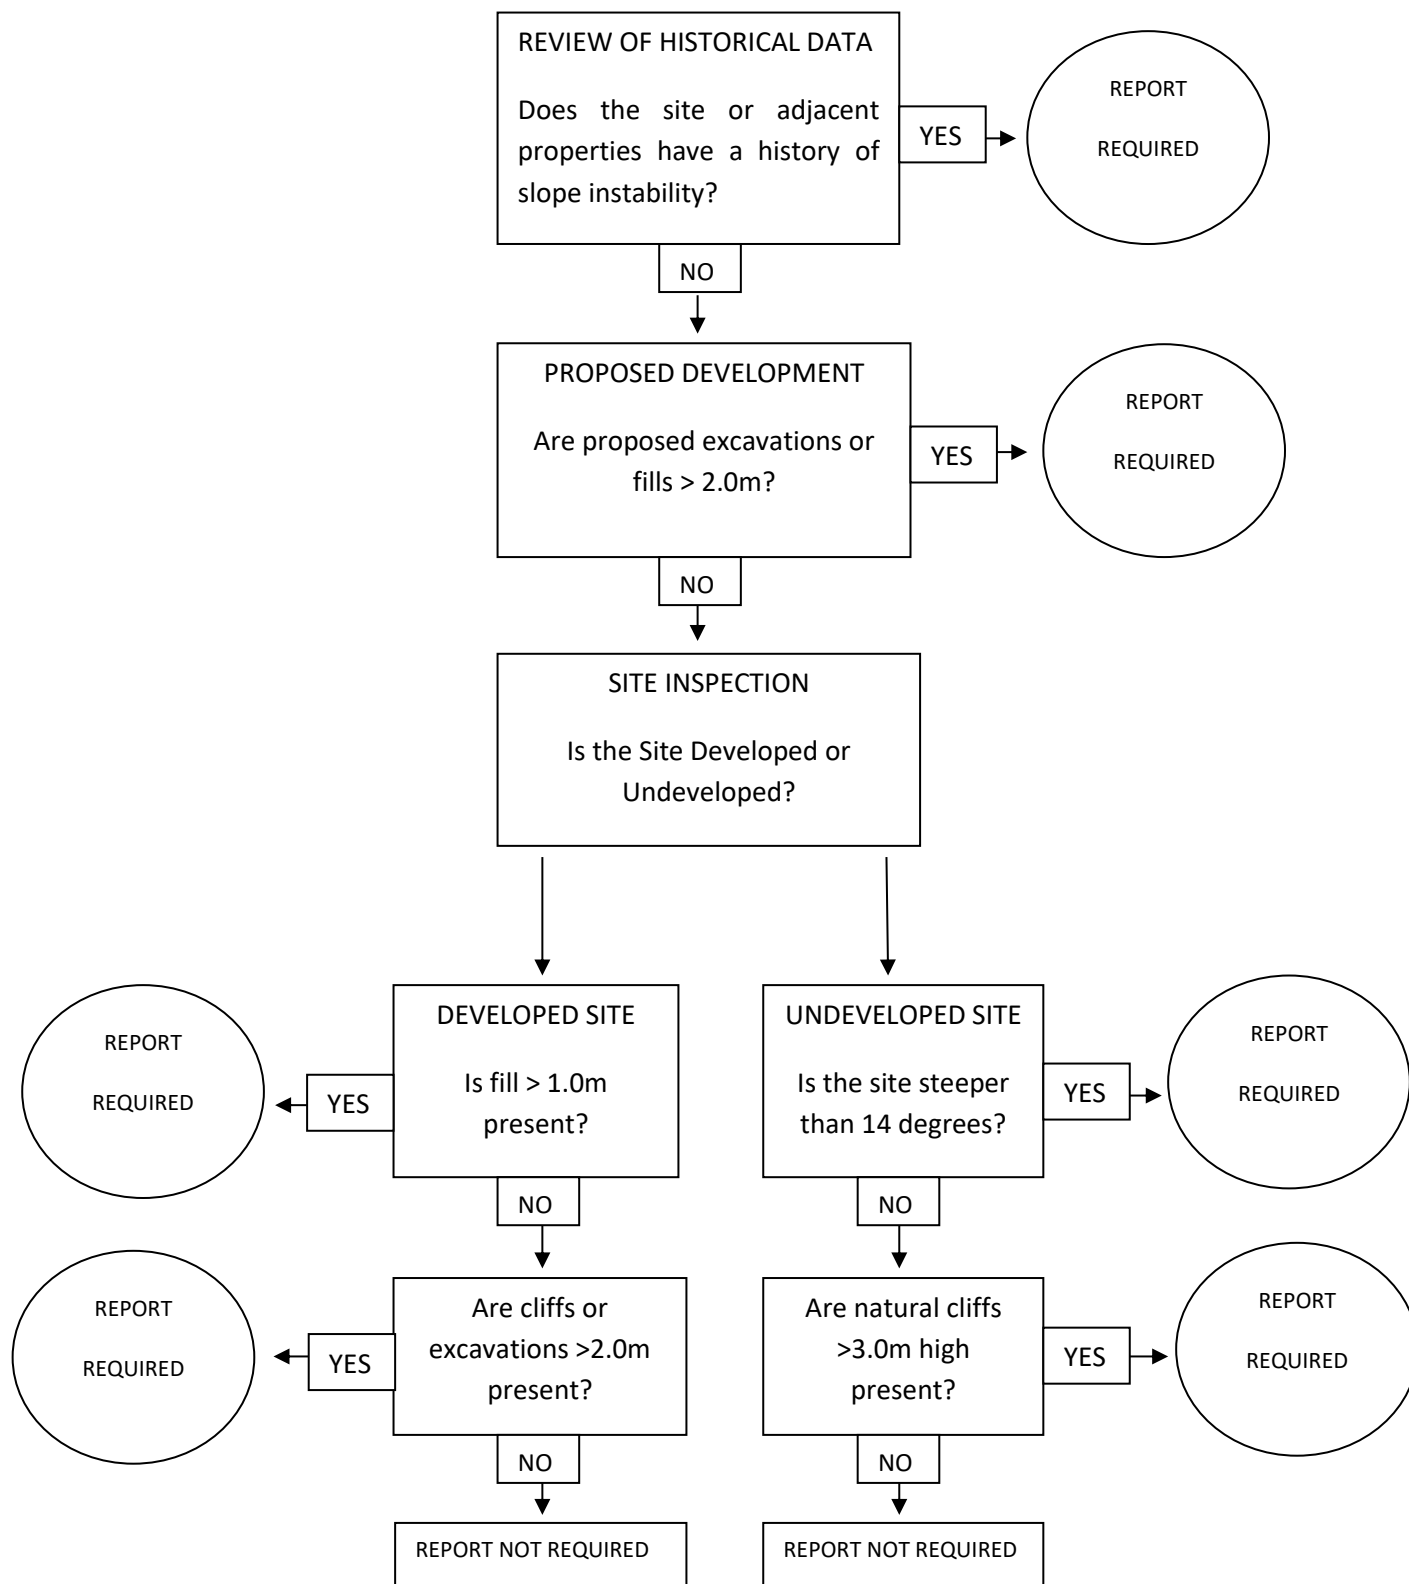 REVIEW OF HISTORICAL DATA
Does the site or adjacent
properties have a history of
slope instability?
YES
REPORT
REQUIRED
NO
PROPOSED DEVELOPMENT
Are proposed excavations or
fills > 2.0m?
YES
REPORT
REQUIRED
NO
SITE INSPECTION
Is the Site Developed or
Undeveloped?
REPORT
REQUIRED
YES
DEVELOPED SITE
Is fill > 1.0m
present?
NO
UNDEVELOPED SITE
Is the site steeper
than 14 degrees?
YES
REPORT
REQUIRED
NO
REPORT
REQUIRED
YES
Are cliffs or
excavations >2.0m
present?
NO
REPORT NOT REQUIRED
Are natural cliffs
>3.0m high
present?
YES
REPORT
REQUIRED
NO
REPORT NOT REQUIRED